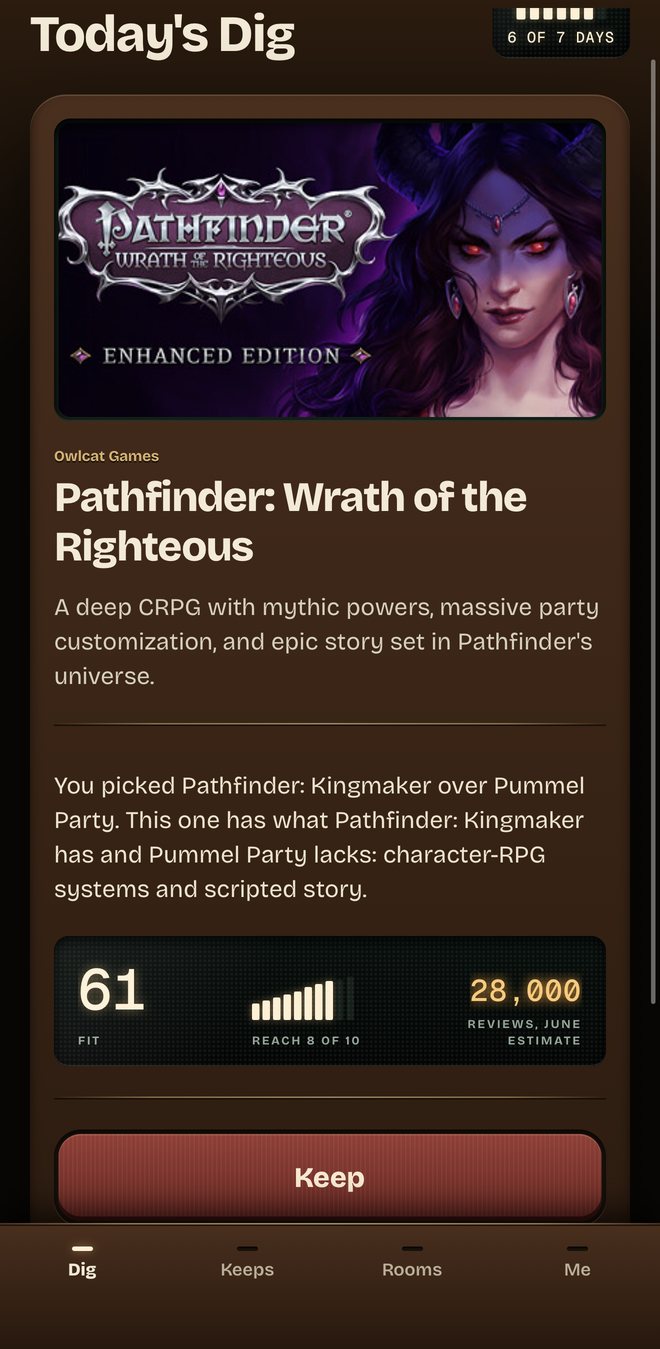 Today's Dig
6 OF 7 DAYS
PATHFINDER®
WRATH OF THE RIGHTEOUS
ENHANCED EDITION
Owlcat Games
Pathfinder: Wrath of the
Righteous
A deep CRPG with mythic powers, massive party
customization, and epic story set in Pathfinder's
universe.
You picked Pathfinder: Kingmaker over Pummel
Party. This one has what Pathfinder: Kingmaker
has and Pummel Party lacks: character-RPG
systems and scripted story.
61
FIT
REACH 8 OF 10
28,000
REVIEWS, JUNE
ESTIMATE
Keep
Dig
Keeps
Rooms
Me